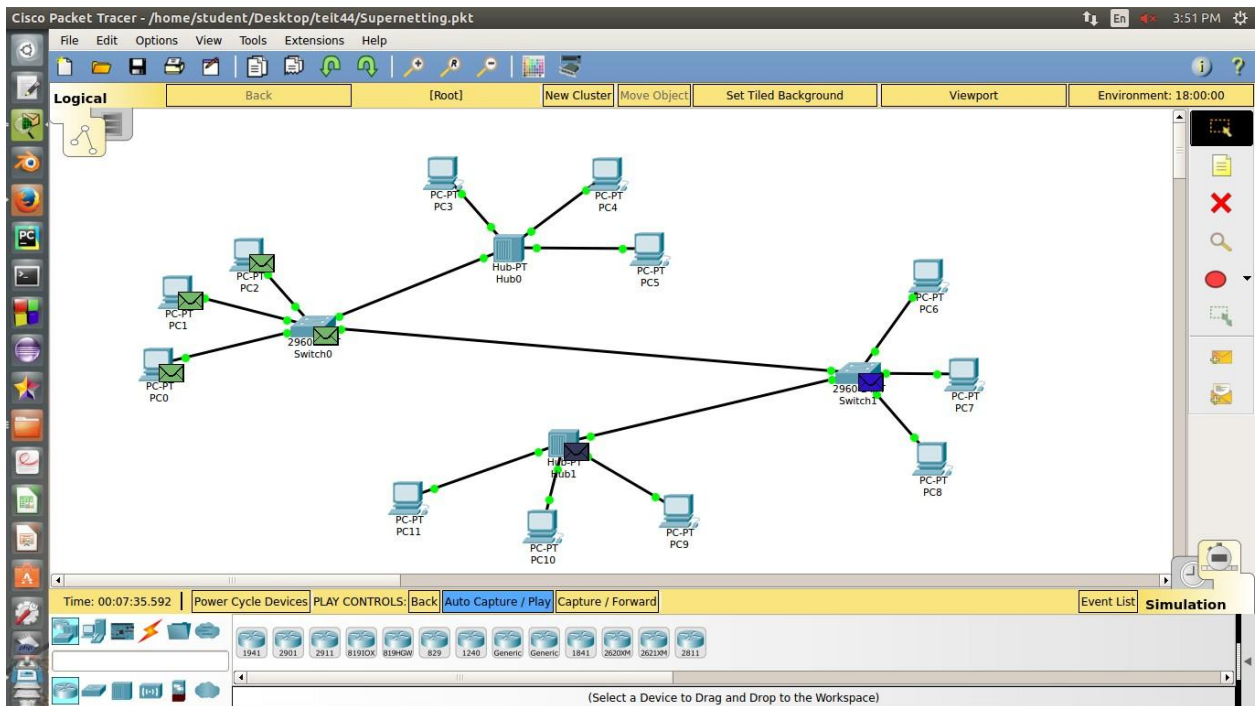 Cisco Packet Tracer - /home/student/Desktop/teit44/Supernetting.pkt En 3:51 PM
File Edit Options View Tools Extensions Help
Logical Back [Root] New Cluster Move Object Set Tiled Background Viewport Environment: 18:00:00
PC-PT
PC3
PC-PT
PC4
Hub-PT
Hub0
PC-PT
PC5
PC-PT
PC2
PC-PT
PC1
2960
Switch0
PC-PT
PC0
PC-PT
PC6
2960
Switch1
PC-PT
PC7
PC-PT
PC8
Hub-PT
Hub1
PC-PT
PC11
PC-PT
PC10
PC-PT
PC9
Time: 00:07:35.592 Power Cycle Devices PLAY CONTROLS: Back Auto Capture / Play Capture / Forward Event List Simulation
1941 2901 2911 819IOX 819HGW 829 1240 Generic Generic 1841 2620XM 2621XM 2811
(Select a Device to Drag and Drop to the Workspace)